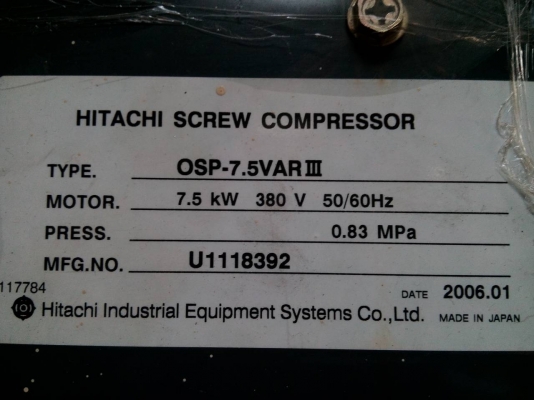 HITACHI SCREW COMPRESSOR
TYPE. OSP-7.5VARⅢ
MOTOR. 7.5 kW 380 V 50/60Hz
PRESS. 0.83 MPa
MFG.NO. U1118392
117784
DATE 2006.01
Hitachi Industrial Equipment Systems Co.,Ltd. MADE IN JAPAN